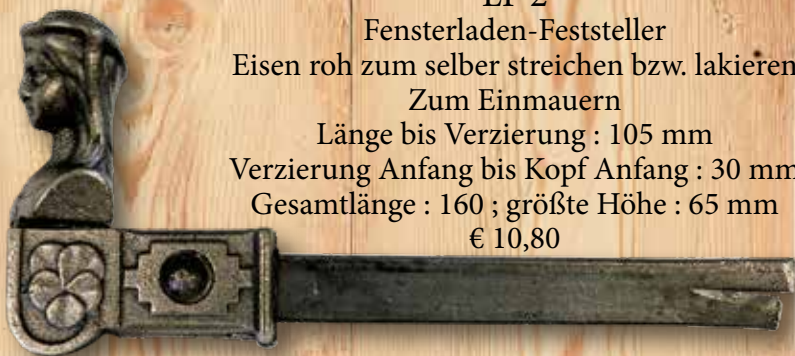 Fensterladen-Feststeller
Eisen roh zum selber streichen bzw. lakieren
Zum Einmauern
Länge bis Verzierung : 105 mm
Verzierung Anfang bis Kopf Anfang : 30 mm
Gesamtlänge : 160 ; größte Höhe : 65 mm
€ 10,80